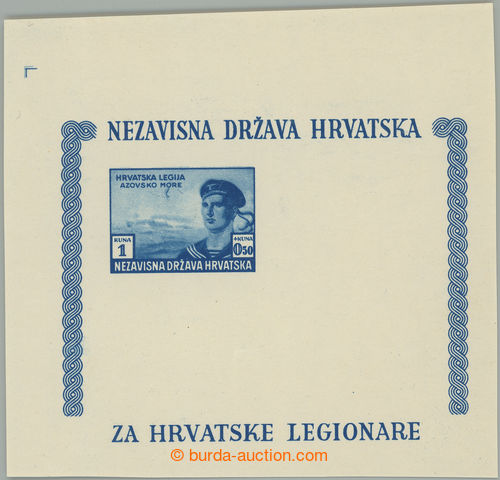 NEZAVISNA DRŽAVA HRVATSKA
HRVATSKA LEGIJA
AZOVSKO MORE
KUNA
1
+KUNA
0.50
NEZAVISNA DRŽAVA HRVATSKA
ZA HRVATSKE LEGIONARE
© burda-auction.com